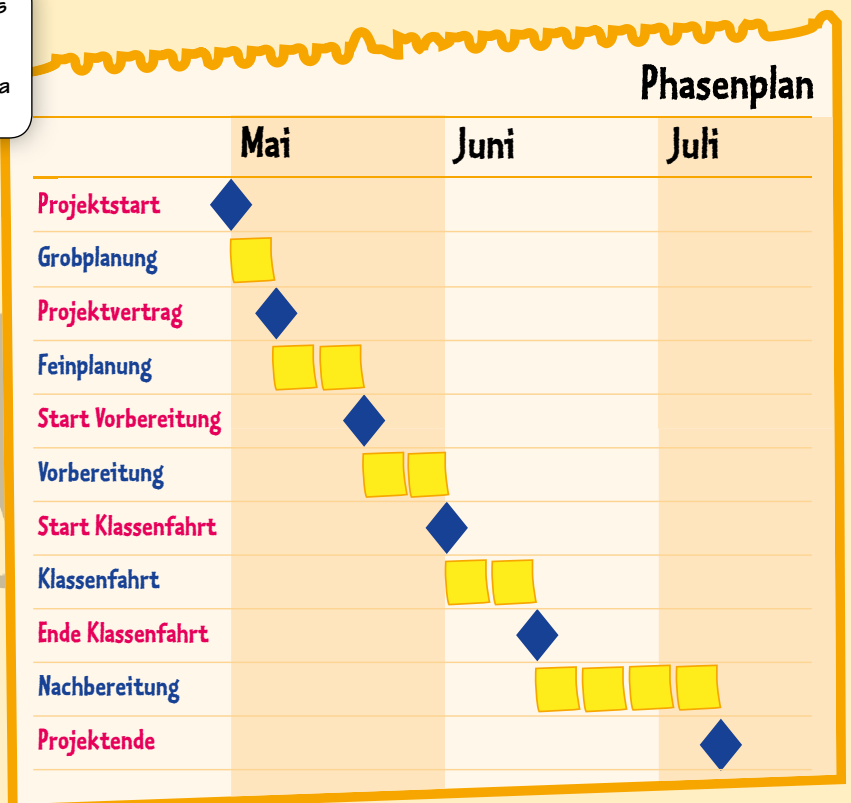 s
a
Phasenplan
Mai Juni Juli
Projektstart
Grobplanung
Projektvertrag
Feinplanung
Start Vorbereitung
Vorbereitung
Start Klassenfahrt
Klassenfahrt
Ende Klassenfahrt
Nachbereitung
Projektende